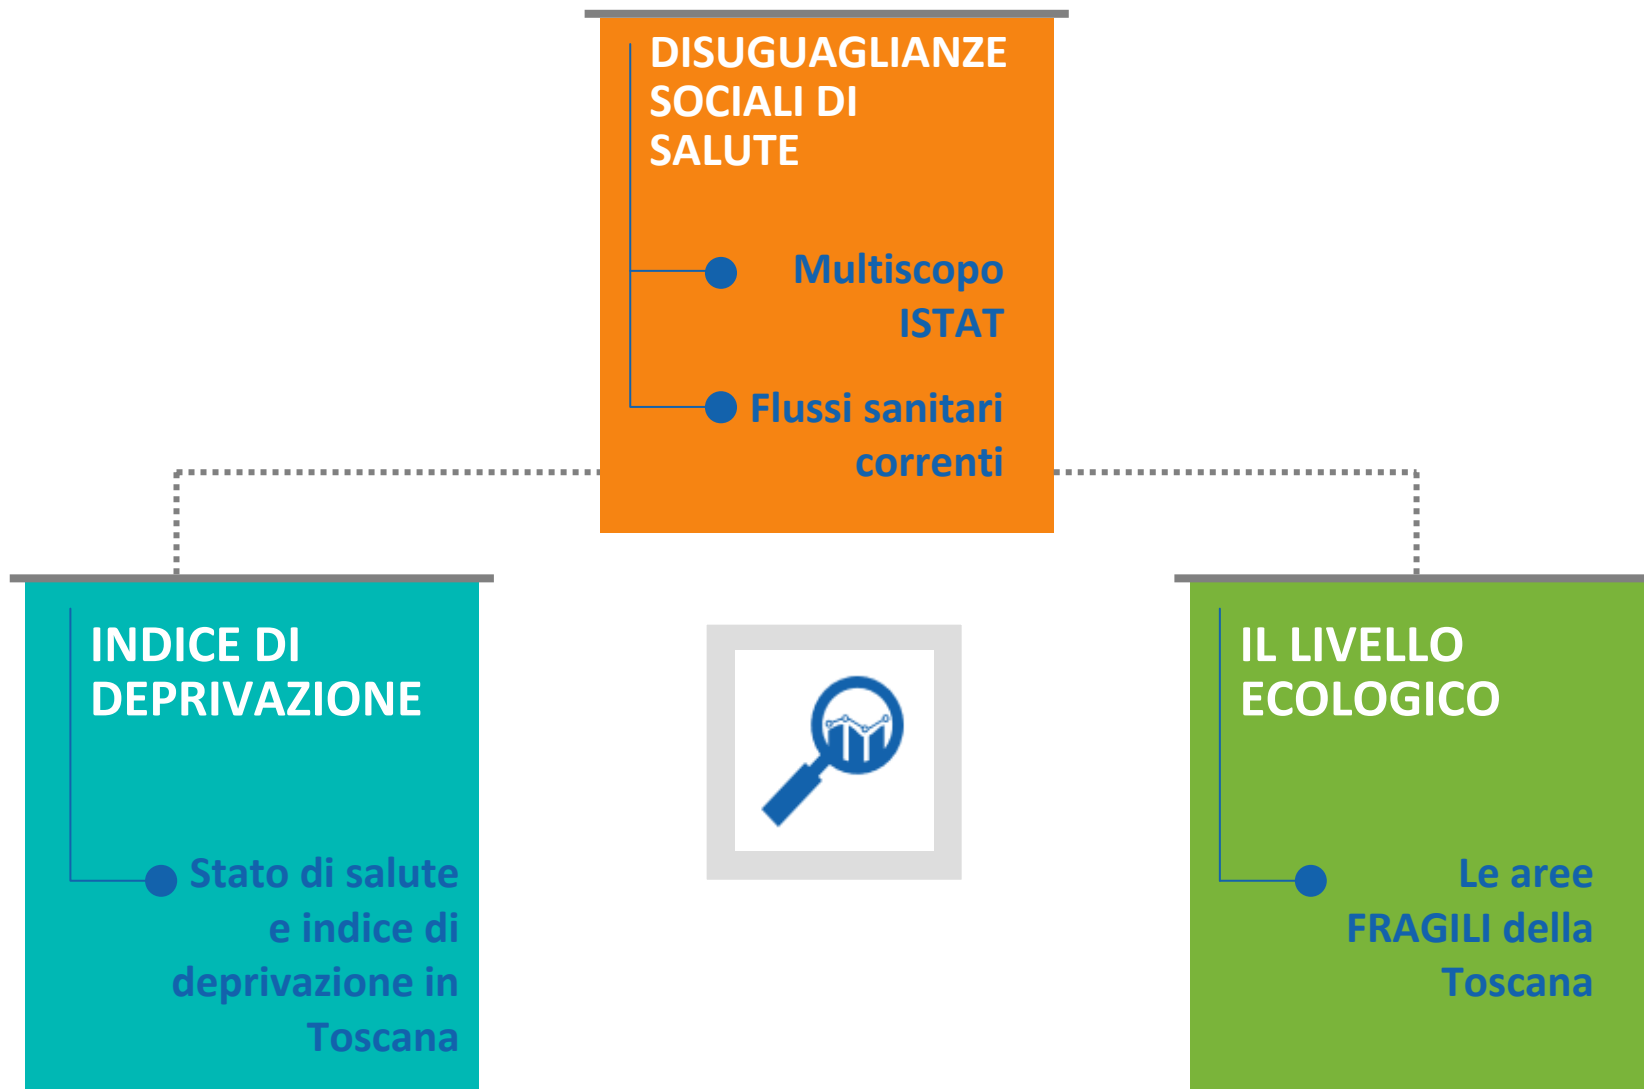 DISUGUAGLIANZE
SOCIALI DI
SALUTE
Multiscopo
ISTAT
Flussi sanitari
correnti
INDICE DI
DEPRIVAZIONE
Stato di salute
e indice di
deprivazione in
Toscana
IL LIVELLO
ECOLOGICO
Le aree
FRAGILI della
Toscana